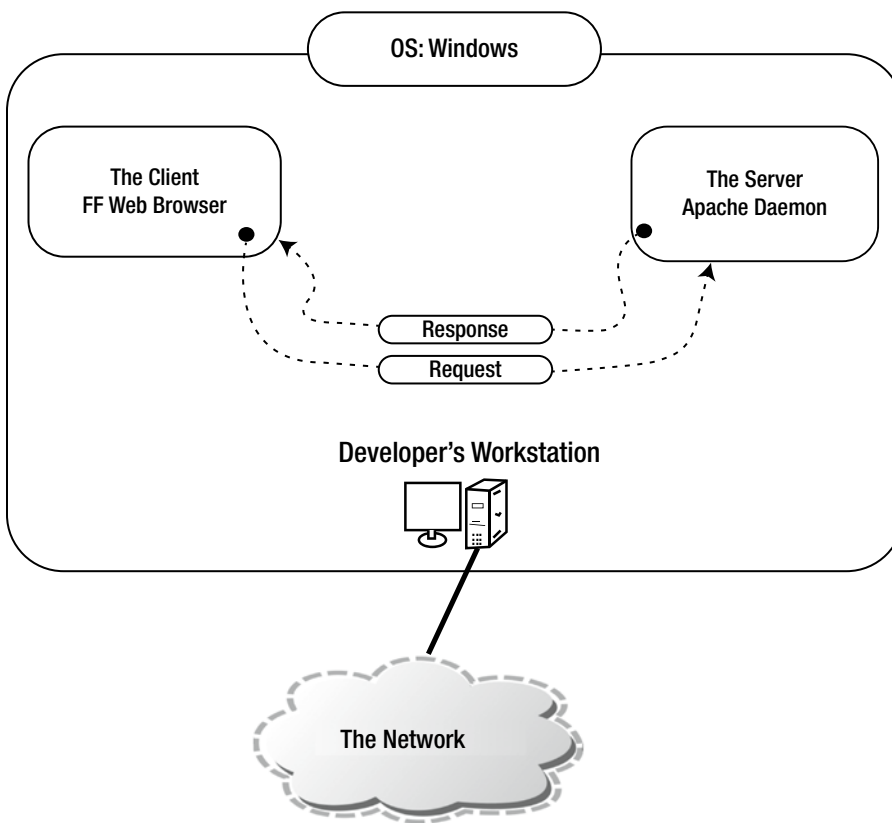 OS: Windows
The Client
FF Web Browser
The Server
Apache Daemon
Response
Request
Developer's Workstation
The Network